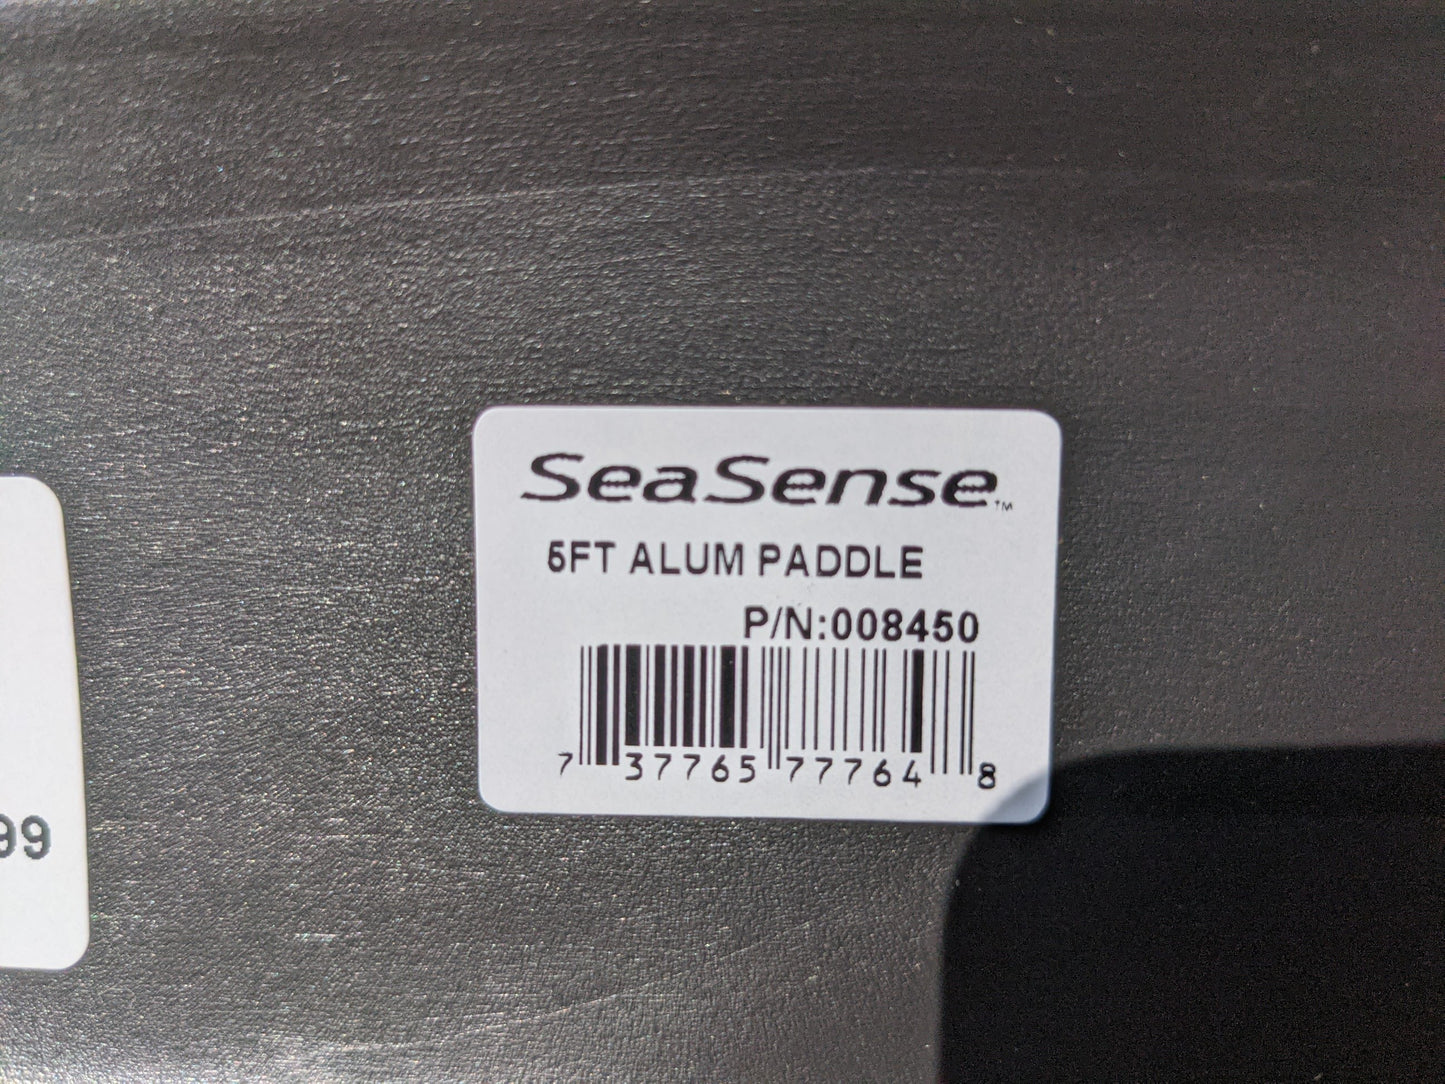 SeaSense™
5FT ALUM PADDLE
P/N:008450
7 37765 77764 8
99